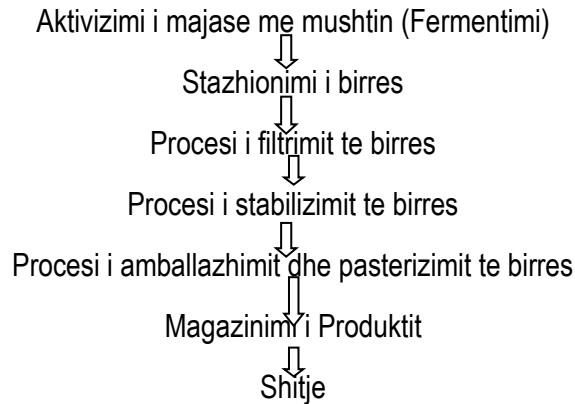 Aktivizimi i majase me mushtin (Fermentimi)
Stazhionimi i birres
Procesi i filtrimit te birres
Procesi i stabilizimit te birres
Procesi i amballazhimit dhe pasterizimit te birres
Magazinimi i Produktit
Shitje